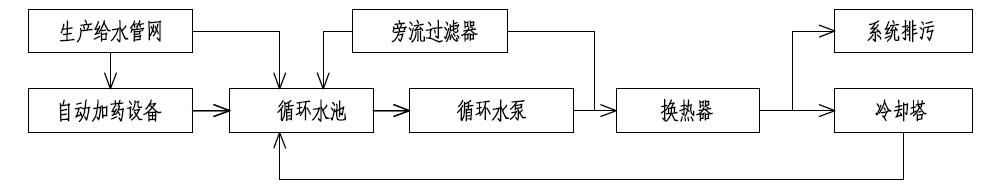 生产给水管网
旁流过滤器
系统排污
自动加药设备
循环水池
循环水泵
换热器
冷却塔